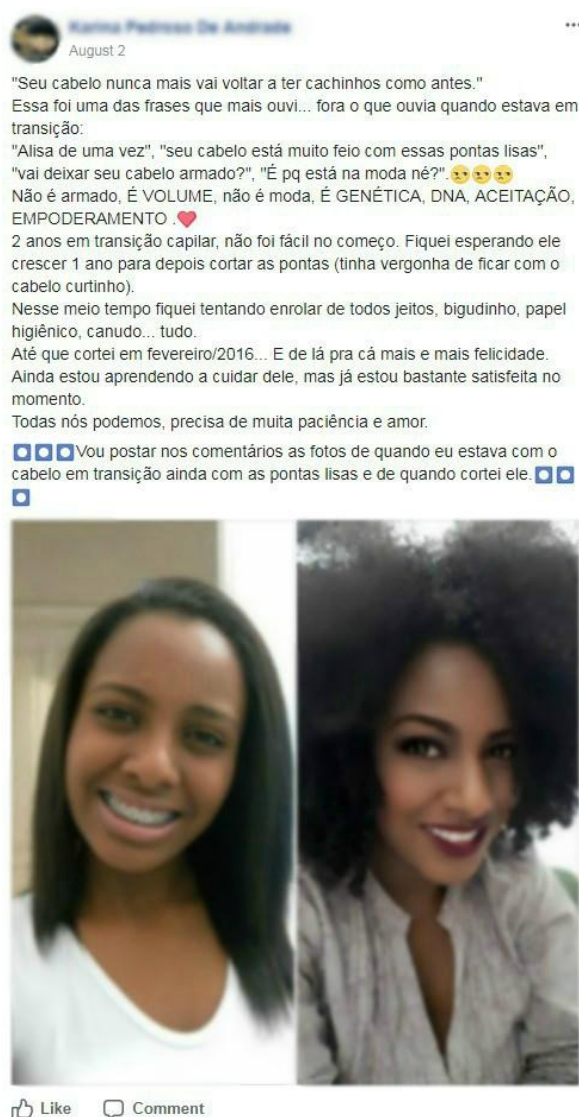 August 2
"Seu cabelo nunca mais vai voltar a ter cachinhos como antes."
Essa foi uma das frases que mais ouvi... fora o que ouvia quando estava em
transição:
"Alisa de uma vez", "seu cabelo está muito feio com essas pontas lisas",
"vai deixar seu cabelo armado?", "É pq está na moda né?".😒😒😒
Não é armado, É VOLUME, não é moda, É GENÉTICA, DNA, ACEITAÇÃO,
EMPODERAMENTO .❤
2 anos em transição capilar, não foi fácil no começo. Fiquei esperando ele
crescer 1 ano para depois cortar as pontas (tinha vergonha de ficar com o
cabelo curtinho).
Nesse meio tempo fiquei tentando enrolar de todos jeitos, bigudinho, papel
higiênico, canudo... tudo.
Até que cortei em fevereiro/2016... E de lá pra cá mais e mais felicidade.
Ainda estou aprendendo a cuidar dele, mas já estou bastante satisfeita no
momento.
Todas nós podemos, precisa de muita paciência e amor.
Vou postar nos comentários as fotos de quando eu estava com o
cabelo em transição ainda com as pontas lisas e de quando cortei ele.
Like Comment